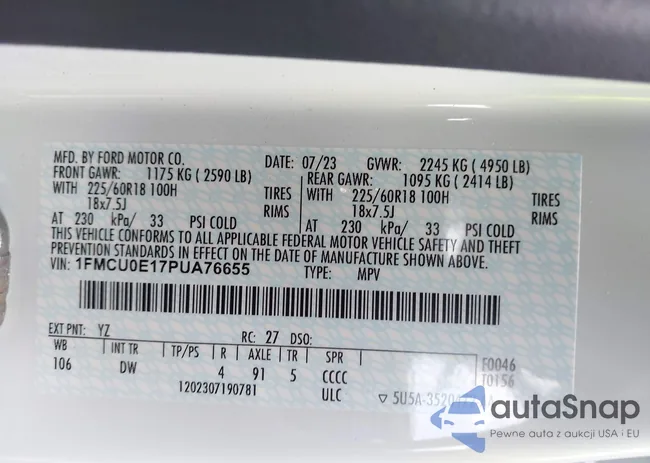 MFD. BY FORD MOTOR CO. DATE: 07/23 GVWR: 2245 KG ( 4950 LB)
FRONT GAWR: 1175 KG ( 2590 LB) REAR GAWR: 1095 KG ( 2414 LB)
WITH 225/60R18 100H TIRES WITH 225/60R18 100H TIRES
18x7.5J RIMS 18x7.5J RIMS
AT 230 kPa/ 33 PSI COLD AT 230 kPa/ 33 PSI COLD
THIS VEHICLE CONFORMS TO ALL APPLICABLE FEDERAL MOTOR VEHICLE SAFETY AND THEFT
PREVENTION STANDARDS IN EFFECT ON THE DATE OF MANUFACTURE SHOWN ABOVE.
VIN: 1FMCU0E17PUA76655 TYPE: MPV
EXT PNT: YZ RC: 27 DSO:
WB INT TR TP/PS R AXLE TR SPR F0046
106 DW 4 91 5 CCCC T0156
120230719078 1 ULC ▽ 5U5A-3520
autaSnap
Pewne auta z aukcji USA i EU